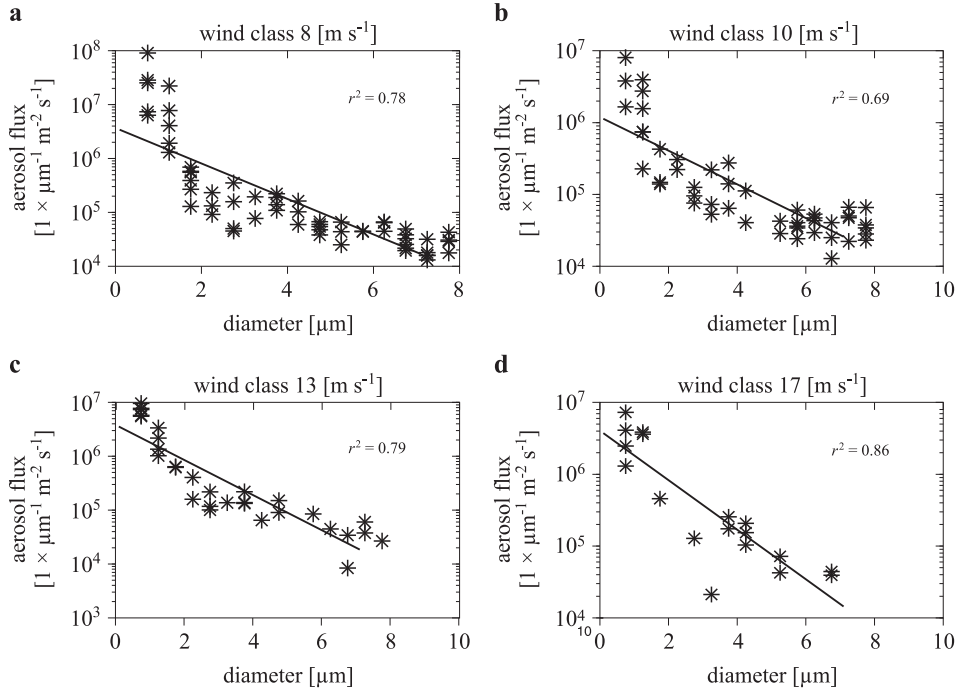 a
wind class 8 [m s⁻¹]
10⁸
10⁷
10⁶
10⁵
10⁴
r² = 0.78
aerosol flux
[1 × µm⁻¹ m⁻² s⁻¹]
0 2 4 6 8
diameter [µm]
b
wind class 10 [m s⁻¹]
10⁷
10⁶
10⁵
10⁴
r² = 0.69
aerosol flux
[1 × µm⁻¹ m⁻² s⁻¹]
0 2 4 6 8 10
diameter [µm]
c
wind class 13 [m s⁻¹]
10⁷
10⁶
10⁵
10⁴
10³
r² = 0.79
aerosol flux
[1 × µm⁻¹ m⁻² s⁻¹]
0 2 4 6 8 10
diameter [µm]
d
wind class 17 [m s⁻¹]
10⁷
10⁶
10⁵
10⁴
10
r² = 0.86
aerosol flux
[1 × µm⁻¹ m⁻² s⁻¹]
0 2 4 6 8 10
diameter [µm]